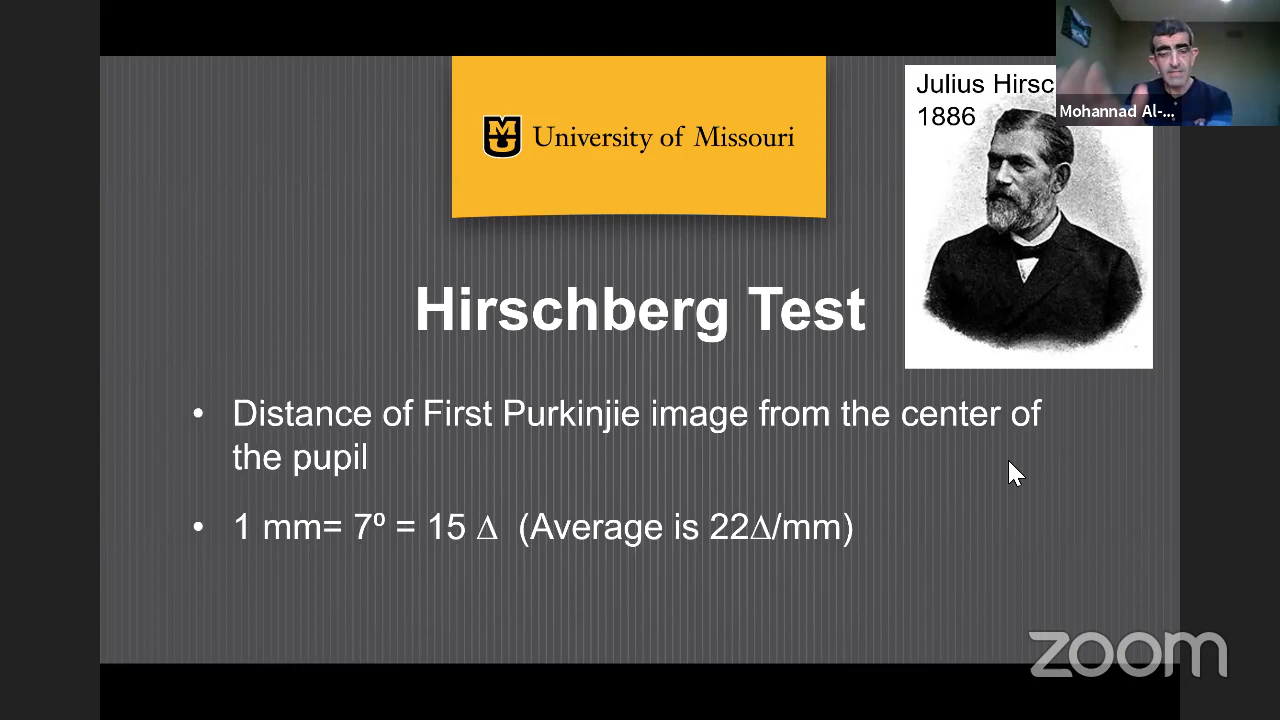 Julius Hirsc
1886
Mohannad Al-...
MU
University of Missouri
Hirschberg Test
• Distance of First Purkinjie image from the center of
the pupil
• 1 mm= 7º = 15 ∆ (Average is 22∆/mm)
zoom